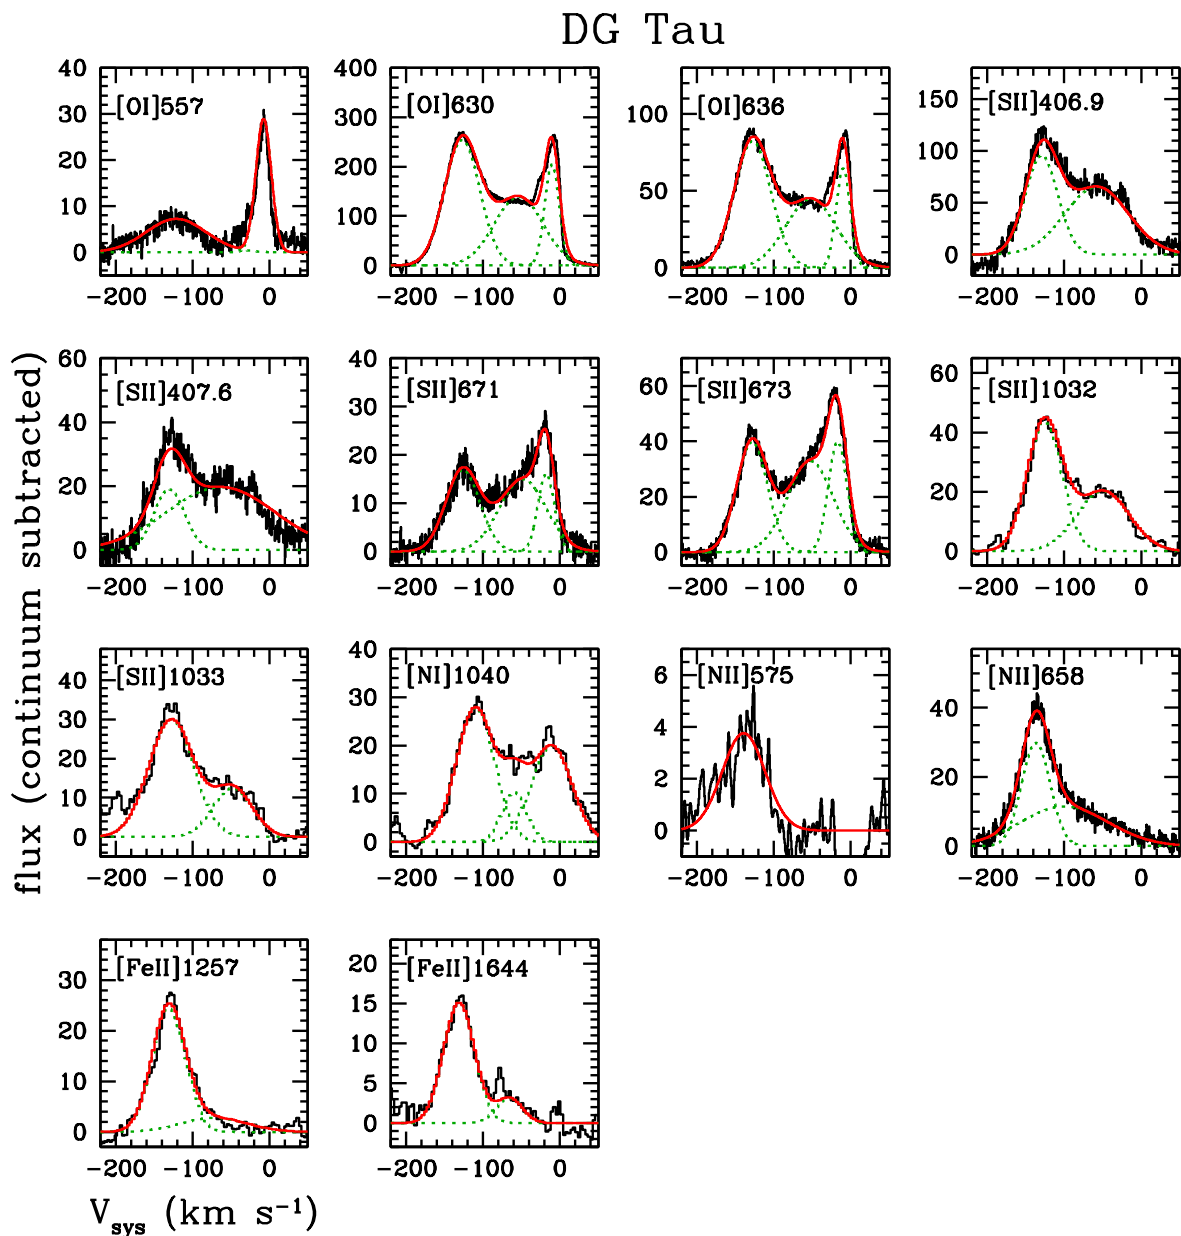 DG Tau
40 400 [SII]406.9
[OI]557 [OI]630 [OI]636 150
30 300 100
20 200 100
10 100 50 50
0 0 0 0
-200 -100 0 -200 -100 0 -200 -100 0 -200 -100 0
60 [SII]407.6 40 [SII]671 60 [SII]673 60 [SII]1032
40 30 40 40
20 20 20 20
10
0 0 0 0
-200 -100 0 -200 -100 0 -200 -100 0 -200 -100 0
40 [SII]1033 40 [NI]1040 6 [NII]575 [NII]658
30 30 4 40
20 20 2 20
10 10
0 0 0 0
-200 -100 0 -200 -100 0 -200 -100 0 -200 -100 0
30 [FeII]1257 20 [FeII]1644
20 15
10 10
5
0 0
-200 -100 0 -200 -100 0
flux (continuum subtracted)
V_sys (km s⁻¹)